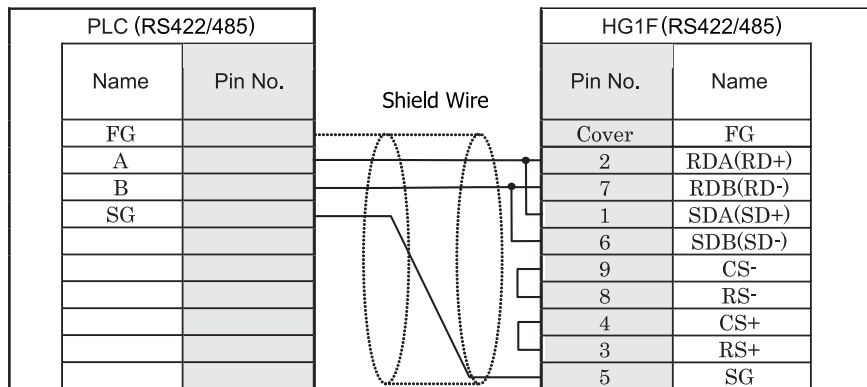 PLC (RS422/485)
HG1F(RS422/485)
Name Pin No.
Shield Wire
Pin No. Name
FG
Cover FG
A
2 RDA(RD+)
B
7 RDB(RD-)
SG
1 SDA(SD+)
6 SDB(SD-)
9 CS-
8 RS-
4 CS+
3 RS+
5 SG